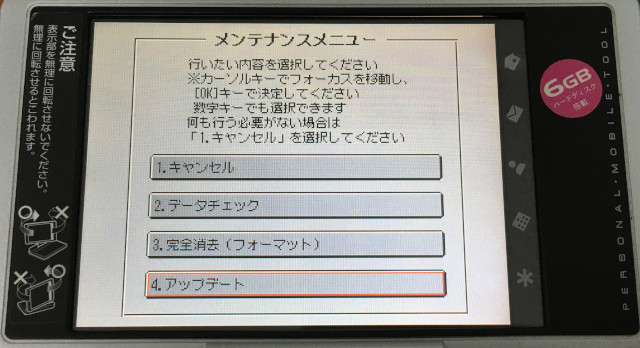 ご注意
表示部を無理に回転させないでください。
無理に回転させるとこわれます。
メンテナンスメニュー
行いたい内容を選択してください
※カーソルキーでフォーカスを移動し、
[OK]キーで決定してください
数字キーでも選択できます
何も行う必要がない場合は
「1.キャンセル」を選択してください
1.キャンセル
2.データチェック
3.完全消去(フォーマット)
4.アップデート
6GB
ハードディスク
搭載
PERSONAL・MOBILE・TOOL